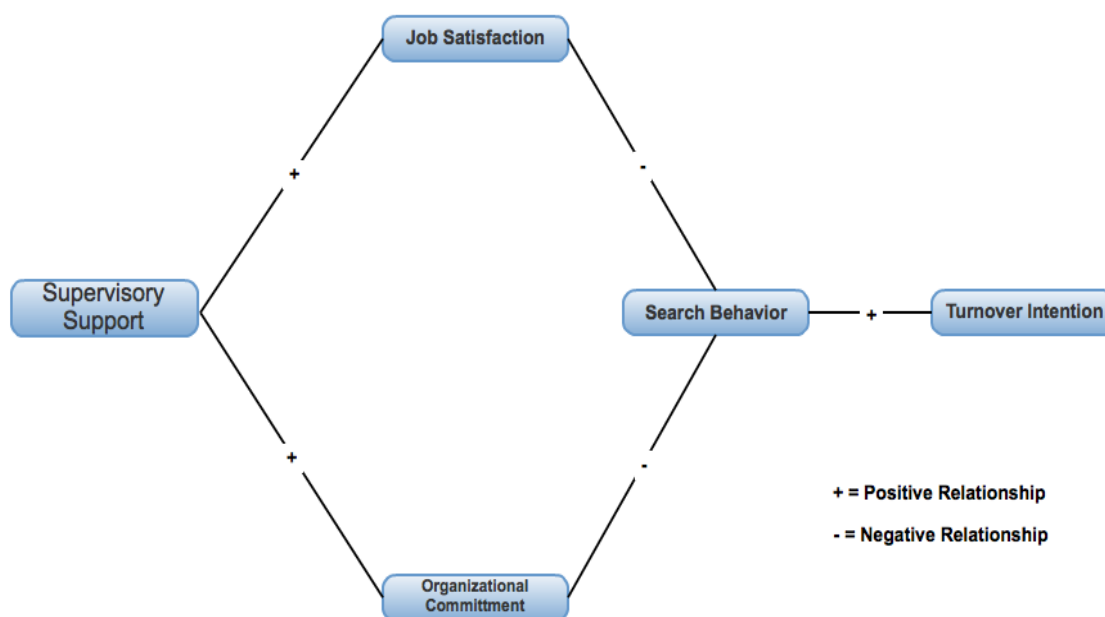 Job Satisfaction
+
-
Supervisory
Support
Search Behavior
+
Turnover Intention
+
-
+ = Positive Relationship
- = Negative Relationship
Organizational
Committment